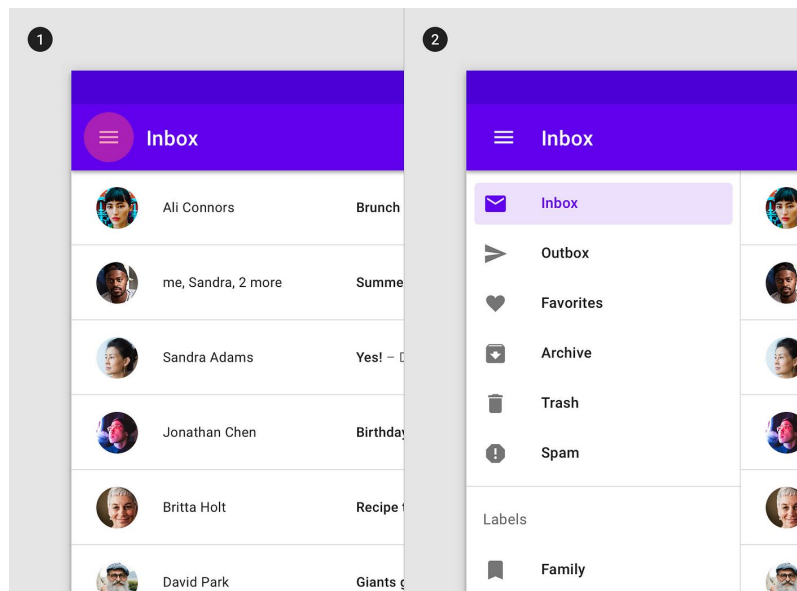 1
Inbox
Ali Connors Brunch
me, Sandra, 2 more
Sandra Adams Yes! –
Jonathan Chen
Britta Holt Recipe
David Park Giants
2
Inbox
Inbox
Outbox
Favorites
Archive
Trash
Spam
Labels
Family